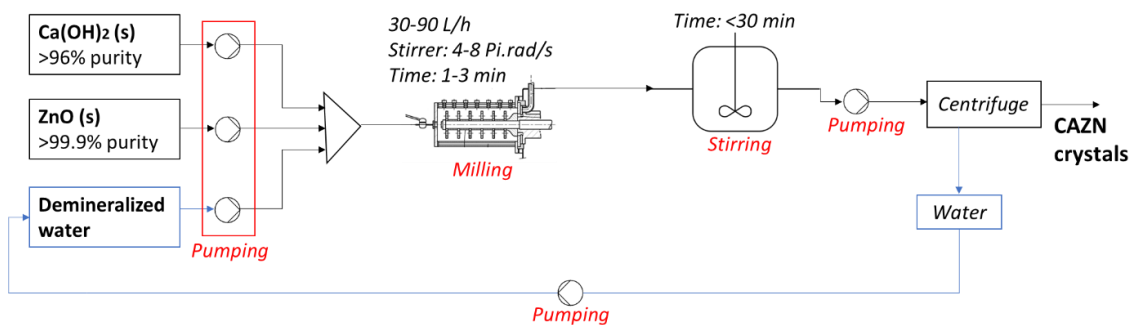 Ca(OH)₂ (s)
>96% purity
ZnO (s)
>99.9% purity
Demineralized
water
Pumping
30-90 L/h
Stirrer: 4-8 Pi.rad/s
Time: 1-3 min
Milling
Time: <30 min
Stirring
Pumping
Centrifuge
CAZN
crystals
Water
Pumping